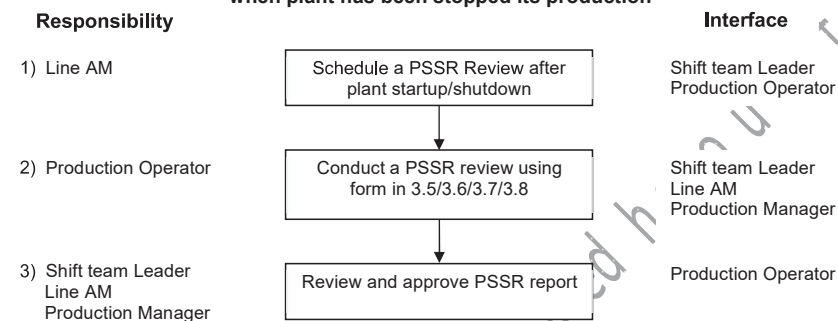 when plant has been stopped its production
Responsibility
Interface
1) Line AM
Schedule a PSSR Review after
plant startup/shutdown
Shift team Leader
Production Operator
2) Production Operator
Conduct a PSSR review using
form in 3.5/3.6/3.7/3.8
Shift team Leader
Line AM
Production Manager
3) Shift team Leader
Line AM
Production Manager
Review and approve PSSR report
Production Operator